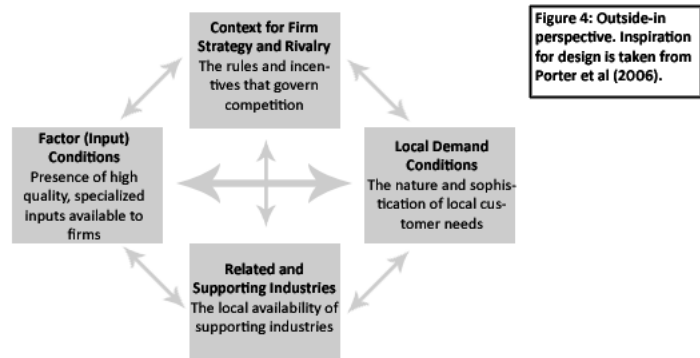 Context for Firm
Strategy and Rivalry
The rules and incen-
tives that govern
competition
Figure 4: Outside-in
perspective. Inspiration
for design is taken from
Porter et al (2006).
Factor (Input)
Conditions
Presence of high
quality, specialized
inputs available to
firms
Local Demand
Conditions
The nature and sophis-
tication of local cus-
tomer needs
Related and
Supporting Industries
The local availability of
supporting industries